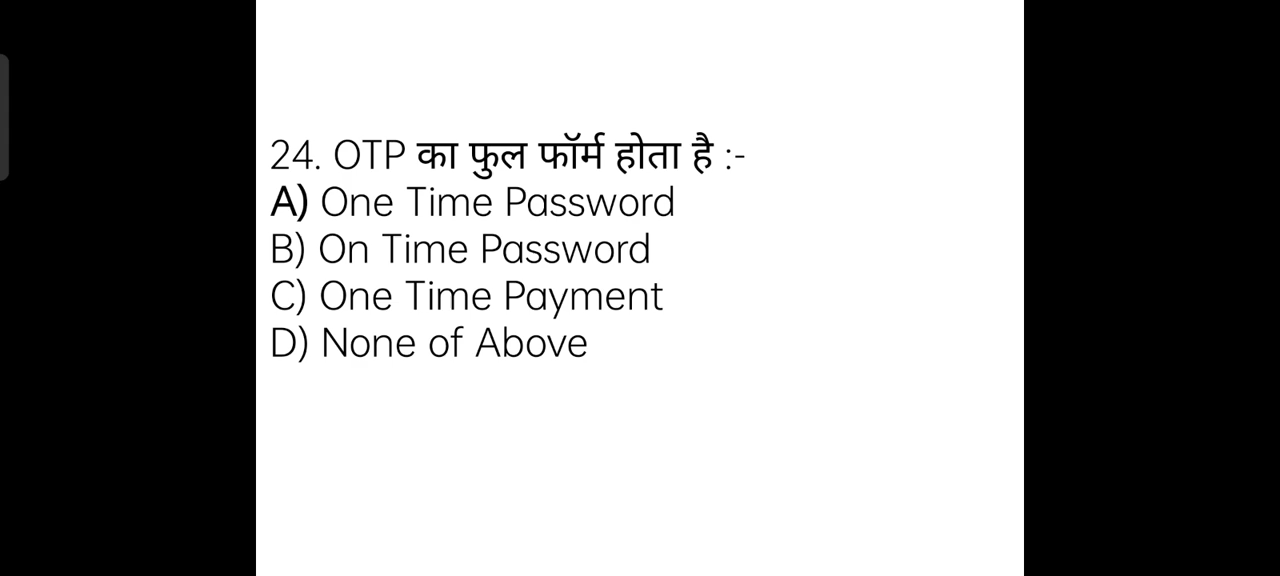 24. OTP का फुल फॉर्म होता है :-
A) One Time Password
B) On Time Password
C) One Time Payment
D) None of Above